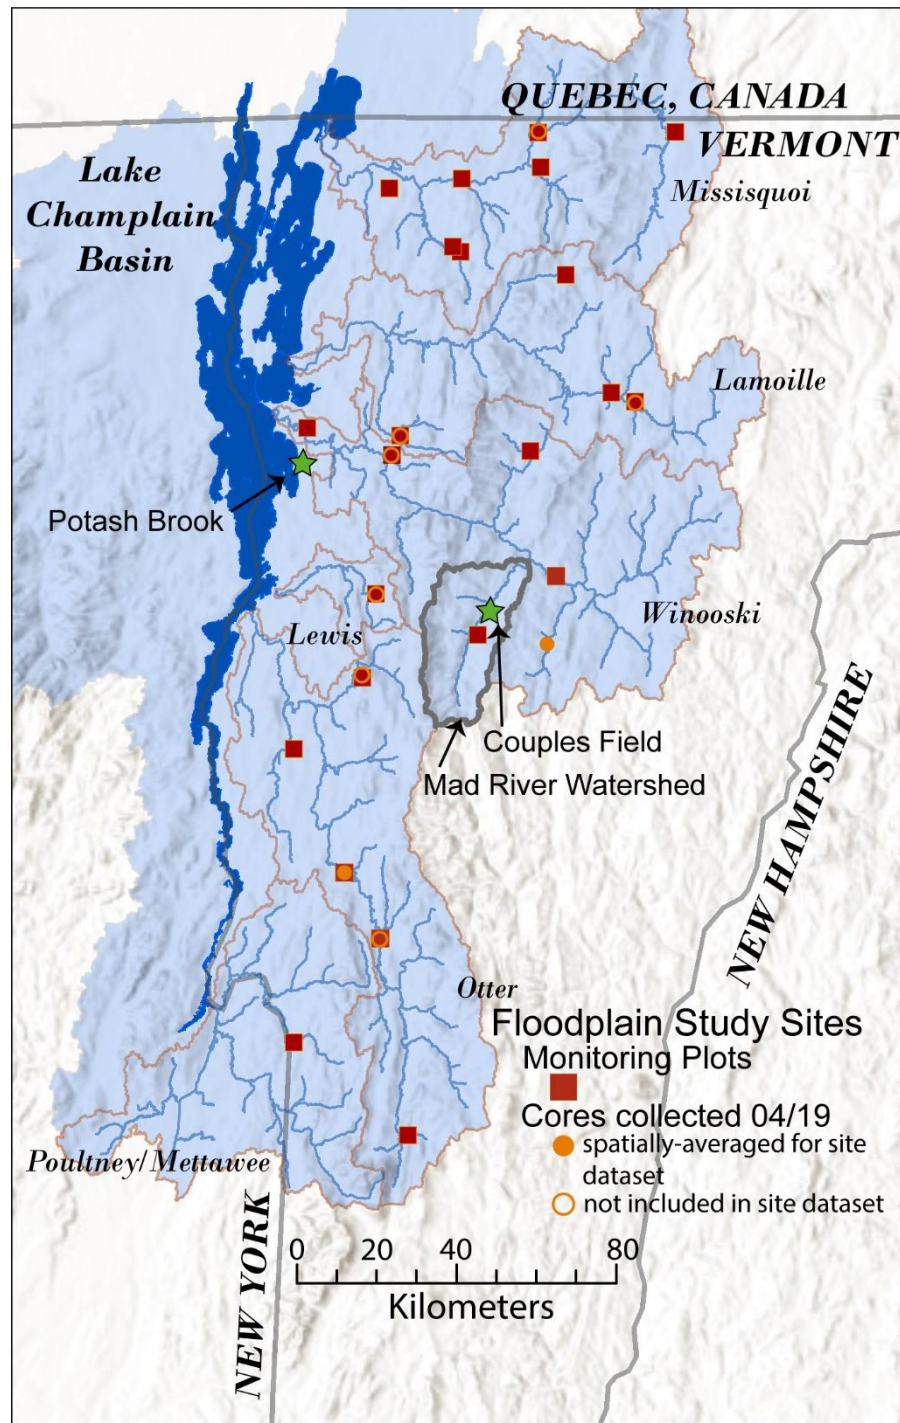 QUEBEC, CANADA
VERMONT
Lake
Champlain
Basin
Missisquoi
Lamoille
Potash Brook
Winooski
Lewis
Couples Field
Mad River Watershed
NEW HAMPSHIRE
Otter
Floodplain Study Sites
Monitoring Plots
Cores collected 04/19
spatially-averaged for site
dataset
not included in site dataset
Poultney/Mettawee
NEW YORK
0 20 40 80
Kilometers